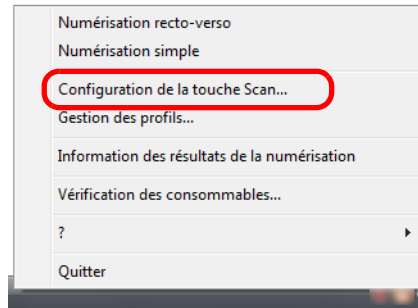 Numérisation recto-verso
Numérisation simple
Configuration de la touche Scan...
Gestion des profils...
Information des résultats de la numérisation
Vérification des consommables...
?
Quitter